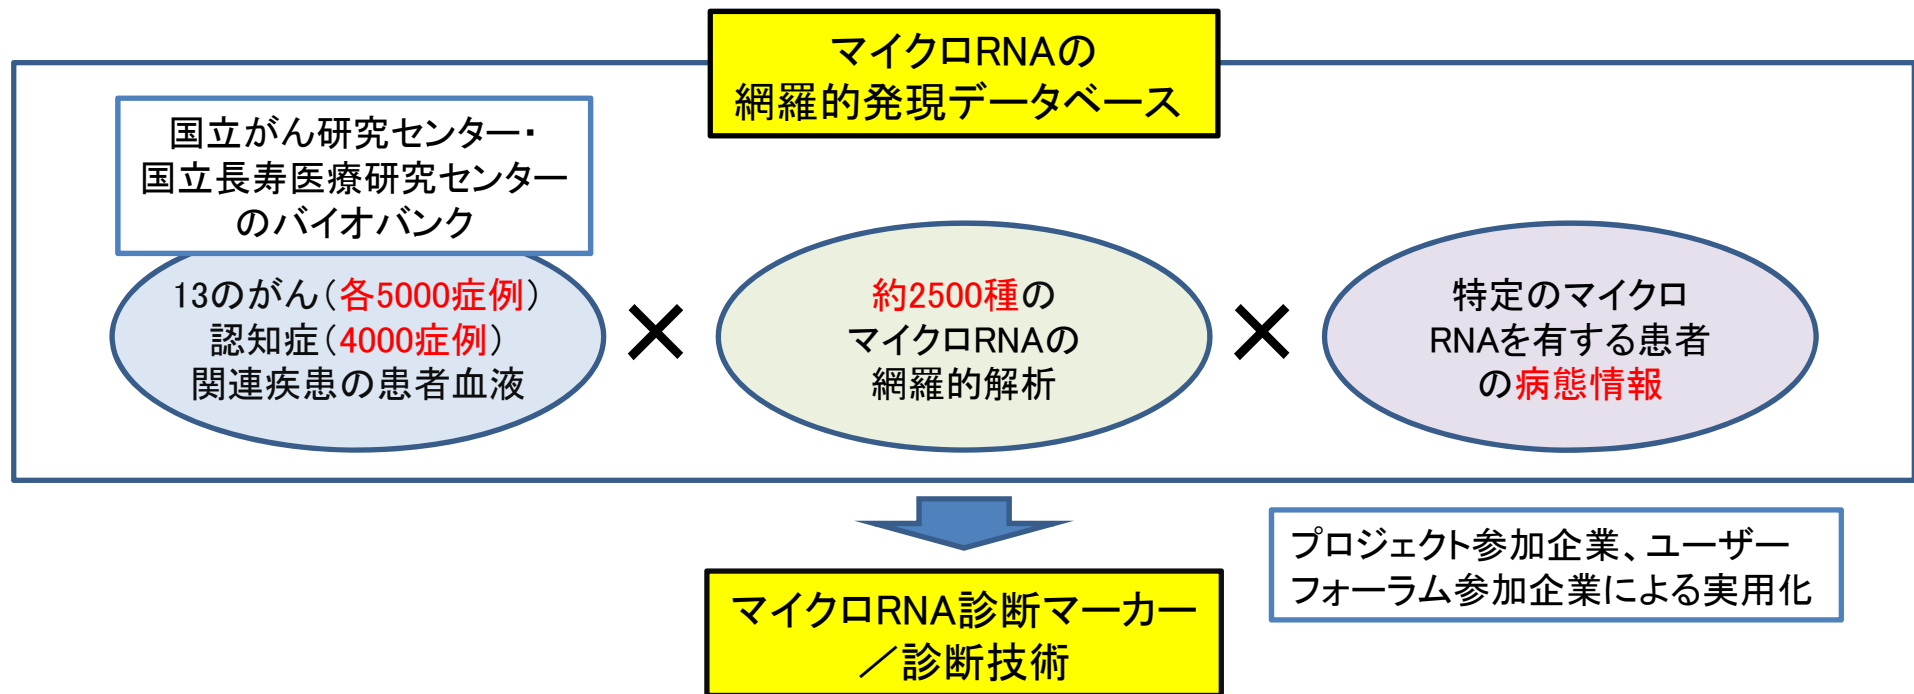 マイクロRNAの
網羅的発現データベース
国立がん研究センター・
国立長寿医療研究センター
のバイオバンク
13のがん(各5000症例)
認知症(4000症例)
関連疾患の患者血液
×
約2500種の
マイクロRNAの
網羅的解析
×
特定のマイクロ
RNAを有する患者
の病態情報
プロジェクト参加企業、ユーザー
フォーラム参加企業による実用化
マイクロRNA診断マーカー
／診断技術